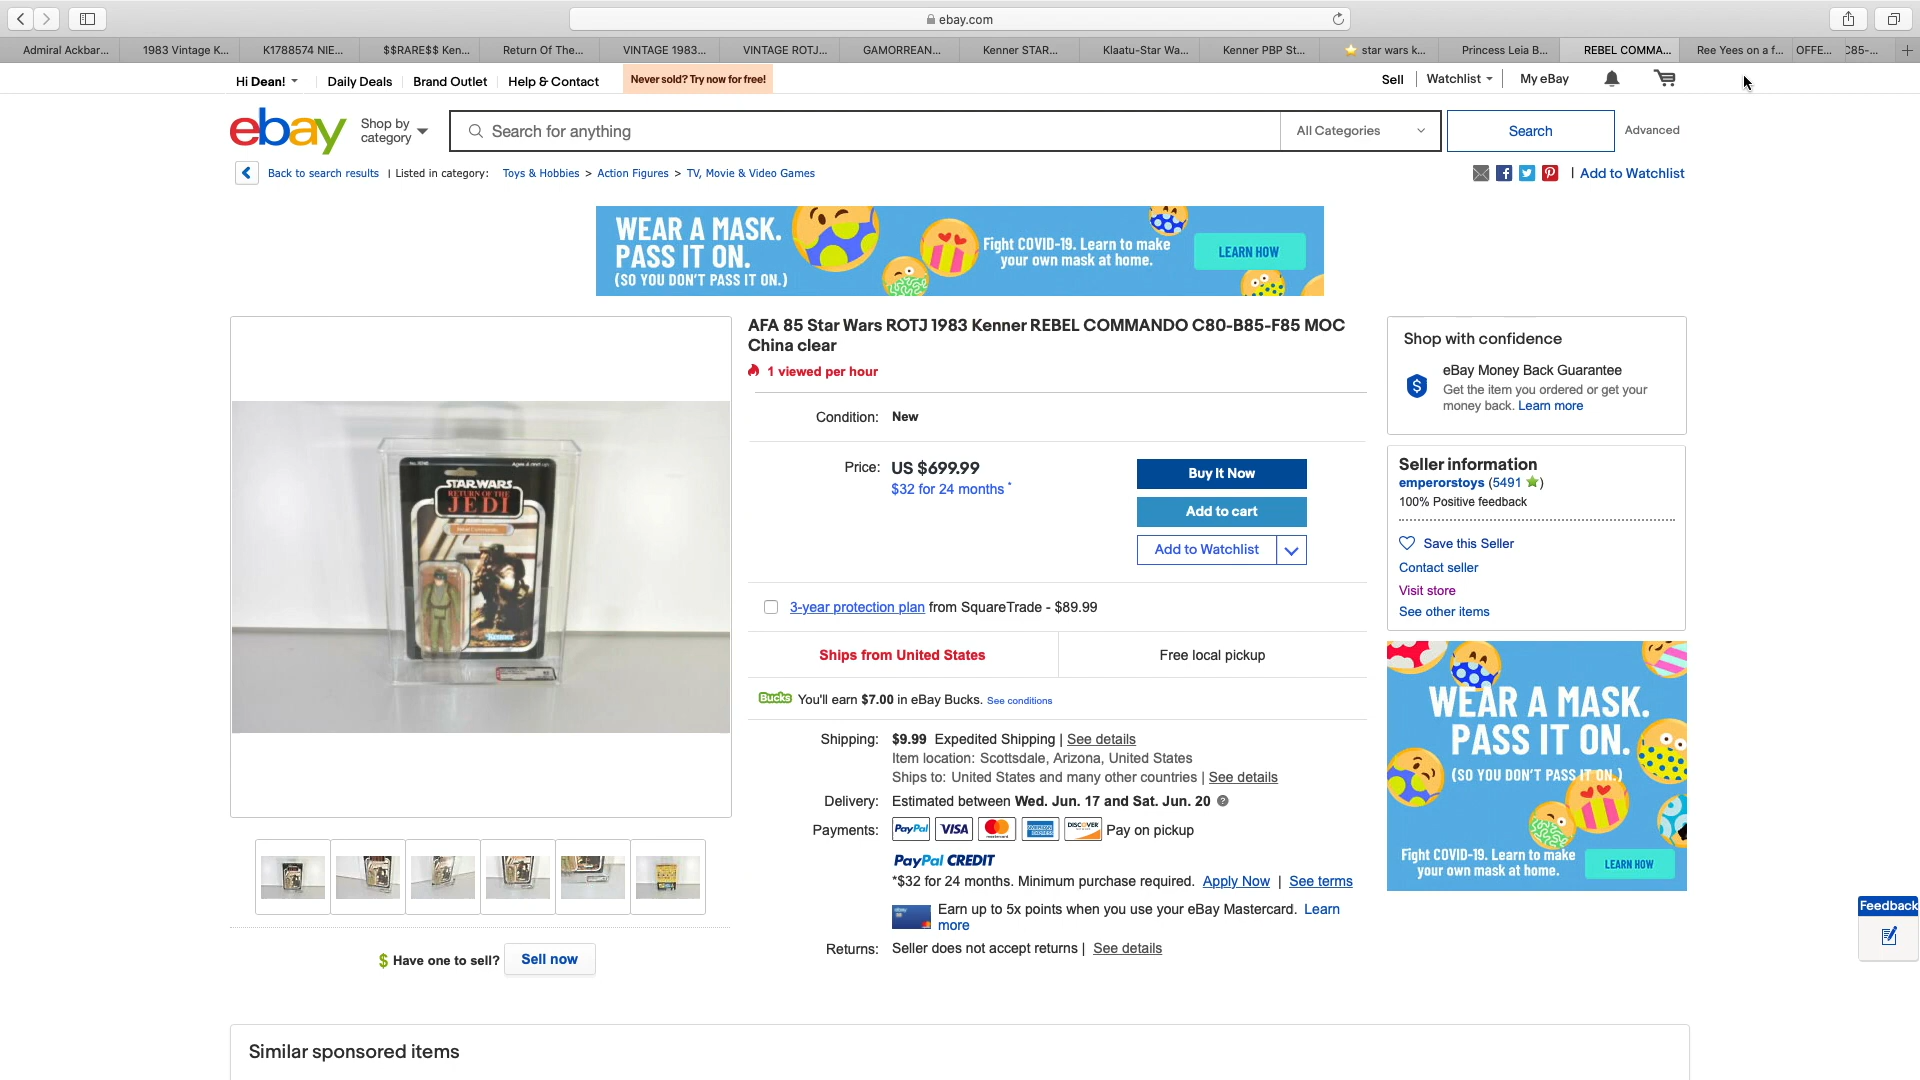 ebay.com
Admiral Ackbar...
1983 Vintage K...
K1788574 NIE...
$$RARE$$ Ken...
Return Of The...
VINTAGE 1983...
VINTAGE ROTJ...
GAMORREAN...
Kenner STAR...
Klaatu-Star Wa...
Kenner PBP St...
star wars k...
Princess Leia B...
REBEL COMMA...
Ree Yees on a f...
OFFE...
C85-...
Hi Dean!
Daily Deals
Brand Outlet
Help & Contact
Never sold? Try now for free!
Sell
Watchlist
My eBay
ebay
Shop by category
Search for anything
All Categories
Search
Advanced
Back to search results | Listed in category: Toys & Hobbies > Action Figures > TV, Movie & Video Games
| Add to Watchlist
WEAR A MASK.
PASS IT ON.
(SO YOU DON'T PASS IT ON.)
Fight COVID-19. Learn to make
your own mask at home.
LEARN HOW
AFA 85 Star Wars ROTJ 1983 Kenner REBEL COMMANDO C80-B85-F85 MOC
China clear
1 viewed per hour
Condition: New
Price: US $699.99
$32 for 24 months *
Buy It Now
Add to cart
Add to Watchlist
3-year protection plan from SquareTrade - $89.99
Ships from United States
Free local pickup
Bucks You'll earn $7.00 in eBay Bucks. See conditions
Shipping: $9.99 Expedited Shipping | See details
Item location: Scottsdale, Arizona, United States
Ships to: United States and many other countries | See details
Delivery: Estimated between Wed. Jun. 17 and Sat. Jun. 20
Payments: PayPal VISA mastercard AMERICAN EXPRESS DISCOVER Pay on pickup
PayPal CREDIT
*$32 for 24 months. Minimum purchase required. Apply Now | See terms
Earn up to 5x points when you use your eBay Mastercard. Learn
more
Returns: Seller does not accept returns | See details
STAR WARS
RETURN OF THE
JEDI
Rebel Commando
Kenner
Have one to sell? Sell now
Shop with confidence
eBay Money Back Guarantee
Get the item you ordered or get your
money back. Learn more
Seller information
emperorstoys (5491)
100% Positive feedback
Save this Seller
Contact seller
Visit store
See other items
WEAR A MASK.
PASS IT ON.
(SO YOU DON'T PASS IT ON.)
Fight COVID-19. Learn to make
your own mask at home.
LEARN HOW
Feedback
Similar sponsored items